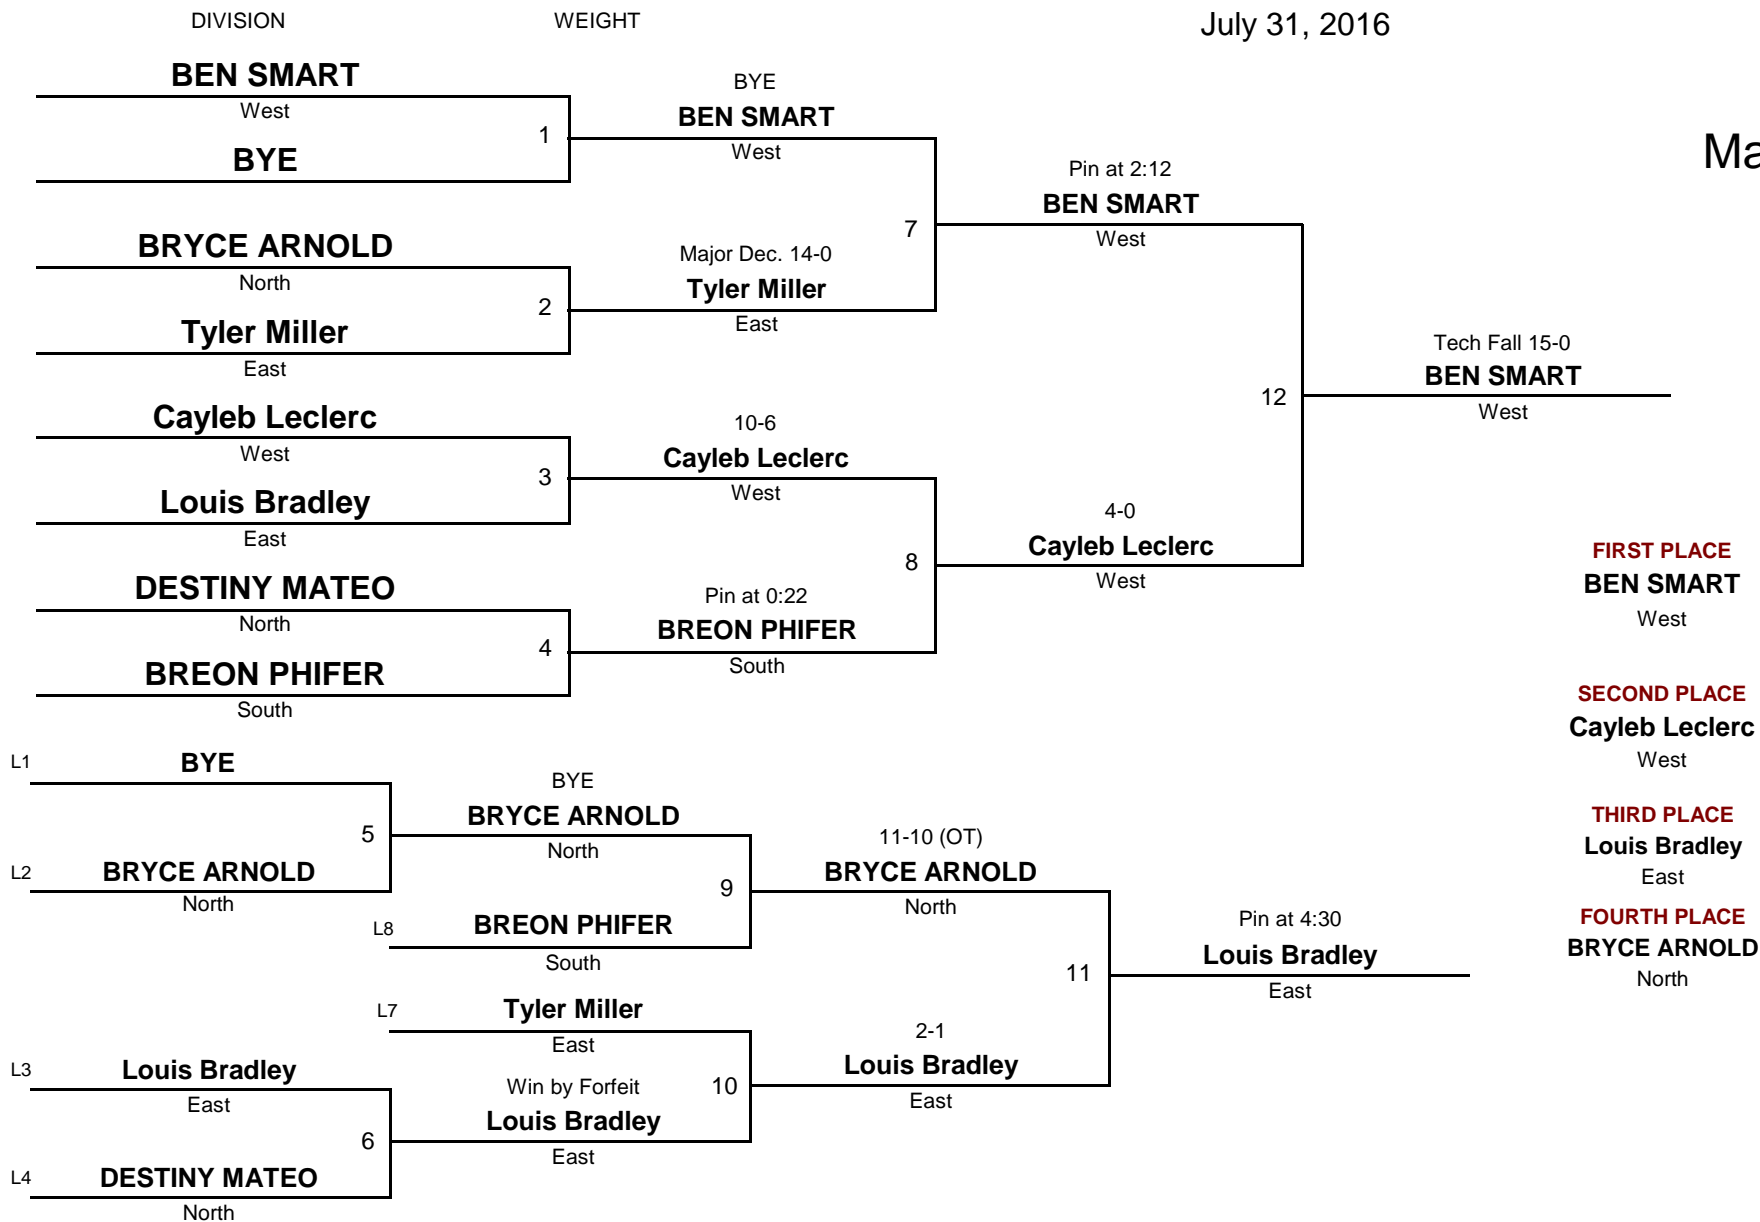 DIVISION WEIGHT July 31, 2016
BEN SMART
West
1
BYE
BRYCE ARNOLD
North
2
Tyler Miller
East
Cayleb Leclerc
West
3
Louis Bradley
East
DESTINY MATEO
North
4
BREON PHIFER
South
BYE
BEN SMART
West
7
Major Dec. 14-0
Tyler Miller
East
10-6
Cayleb Leclerc
West
8
Pin at 0:22
BREON PHIFER
South
Pin at 2:12
BEN SMART
West
12
4-0
Cayleb Leclerc
West
Tech Fall 15-0
BEN SMART
West
Ma
FIRST PLACE
BEN SMART
West
SECOND PLACE
Cayleb Leclerc
West
THIRD PLACE
Louis Bradley
East
FOURTH PLACE
BRYCE ARNOLD
North
L1 BYE
5
L2 BRYCE ARNOLD
North
L3 Louis Bradley
East
6
L4 DESTINY MATEO
North
BYE
BRYCE ARNOLD
North
9
L8 BREON PHIFER
South
L7 Tyler Miller
East
10
Win by Forfeit
Louis Bradley
East
11-10 (OT)
BRYCE ARNOLD
North
11
2-1
Louis Bradley
East
Pin at 4:30
Louis Bradley
East